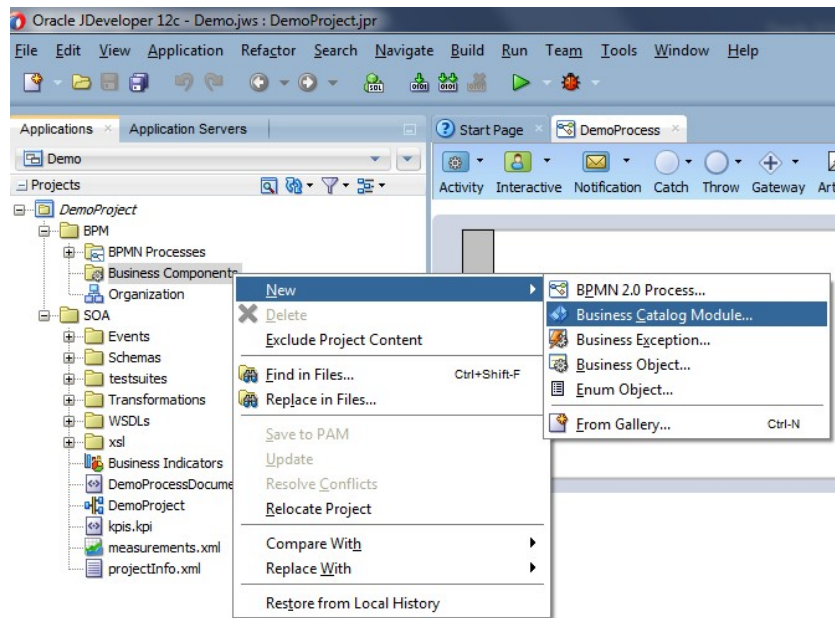 Oracle JDeveloper 12c - Demo.jws : DemoProject.jpr
File Edit View Application Refactor Search Navigate Build Run Team Tools Window Help
Applications Application Servers
Start Page DemoProcess
Demo
Projects
Activity Interactive Notification Catch Throw Gateway
DemoProject
BPM
BPMN Processes
Business Components
Organization
SOA
Events
Schemas
testsuites
Transformations
WSDLs
xsl
Business Indicators
DemoProcessDocume
DemoProject
kpis.kpi
measurements.xml
projectInfo.xml
New
Delete
Exclude Project Content
Find in Files... Ctrl+Shift-F
Replace in Files...
Save to PAM
Update
Resolve Conflicts
Relocate Project
Compare With
Replace With
Restore from Local History
BPMN 2.0 Process...
Business Catalog Module...
Business Exception...
Business Object...
Enum Object...
From Gallery... Ctrl-N